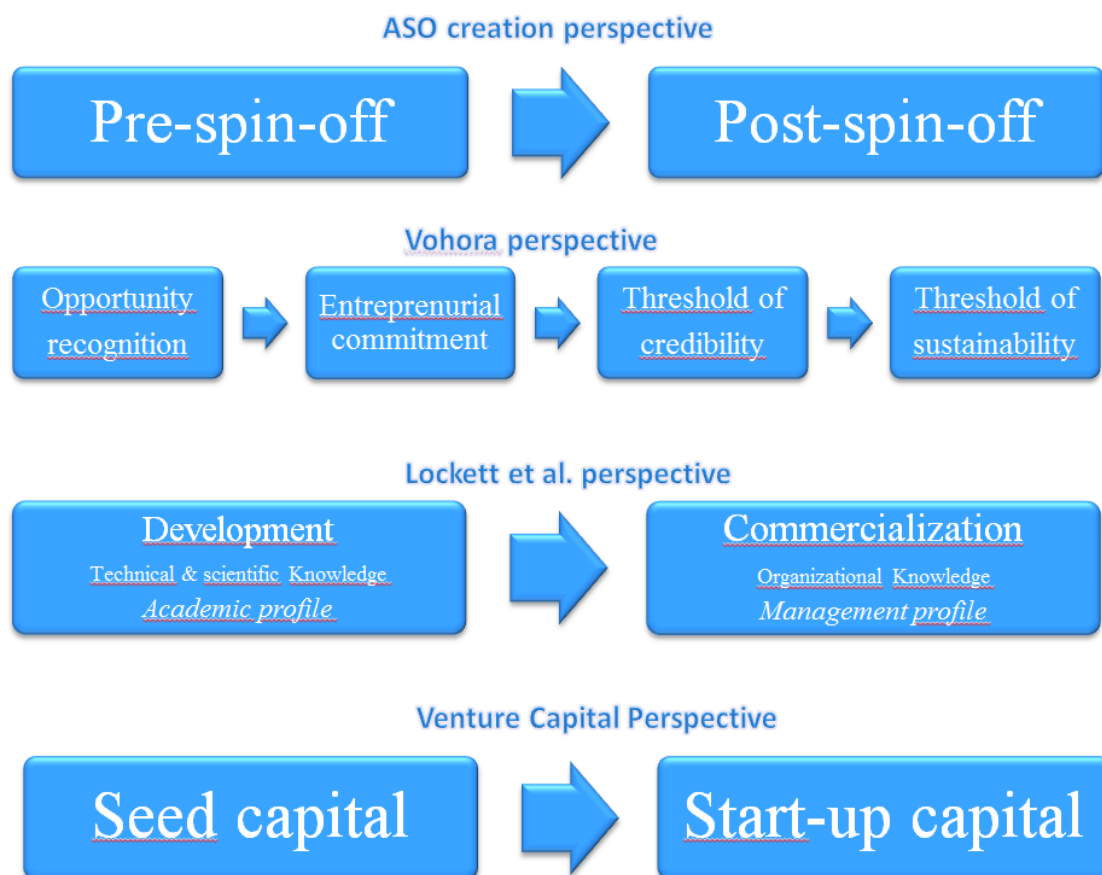 ASO creation perspective
Pre-spin-off
Post-spin-off
Vohora perspective
Opportunity
recognition
Entreprenurial
commitment
Threshold of
credibility
Threshold of
sustainability
Lockett et al. perspective
Development
Technical & scientific Knowledge
Academic profile
Commercialization
Organizational Knowledge
Management profile
Venture Capital Perspective
Seed capital
Start-up capital